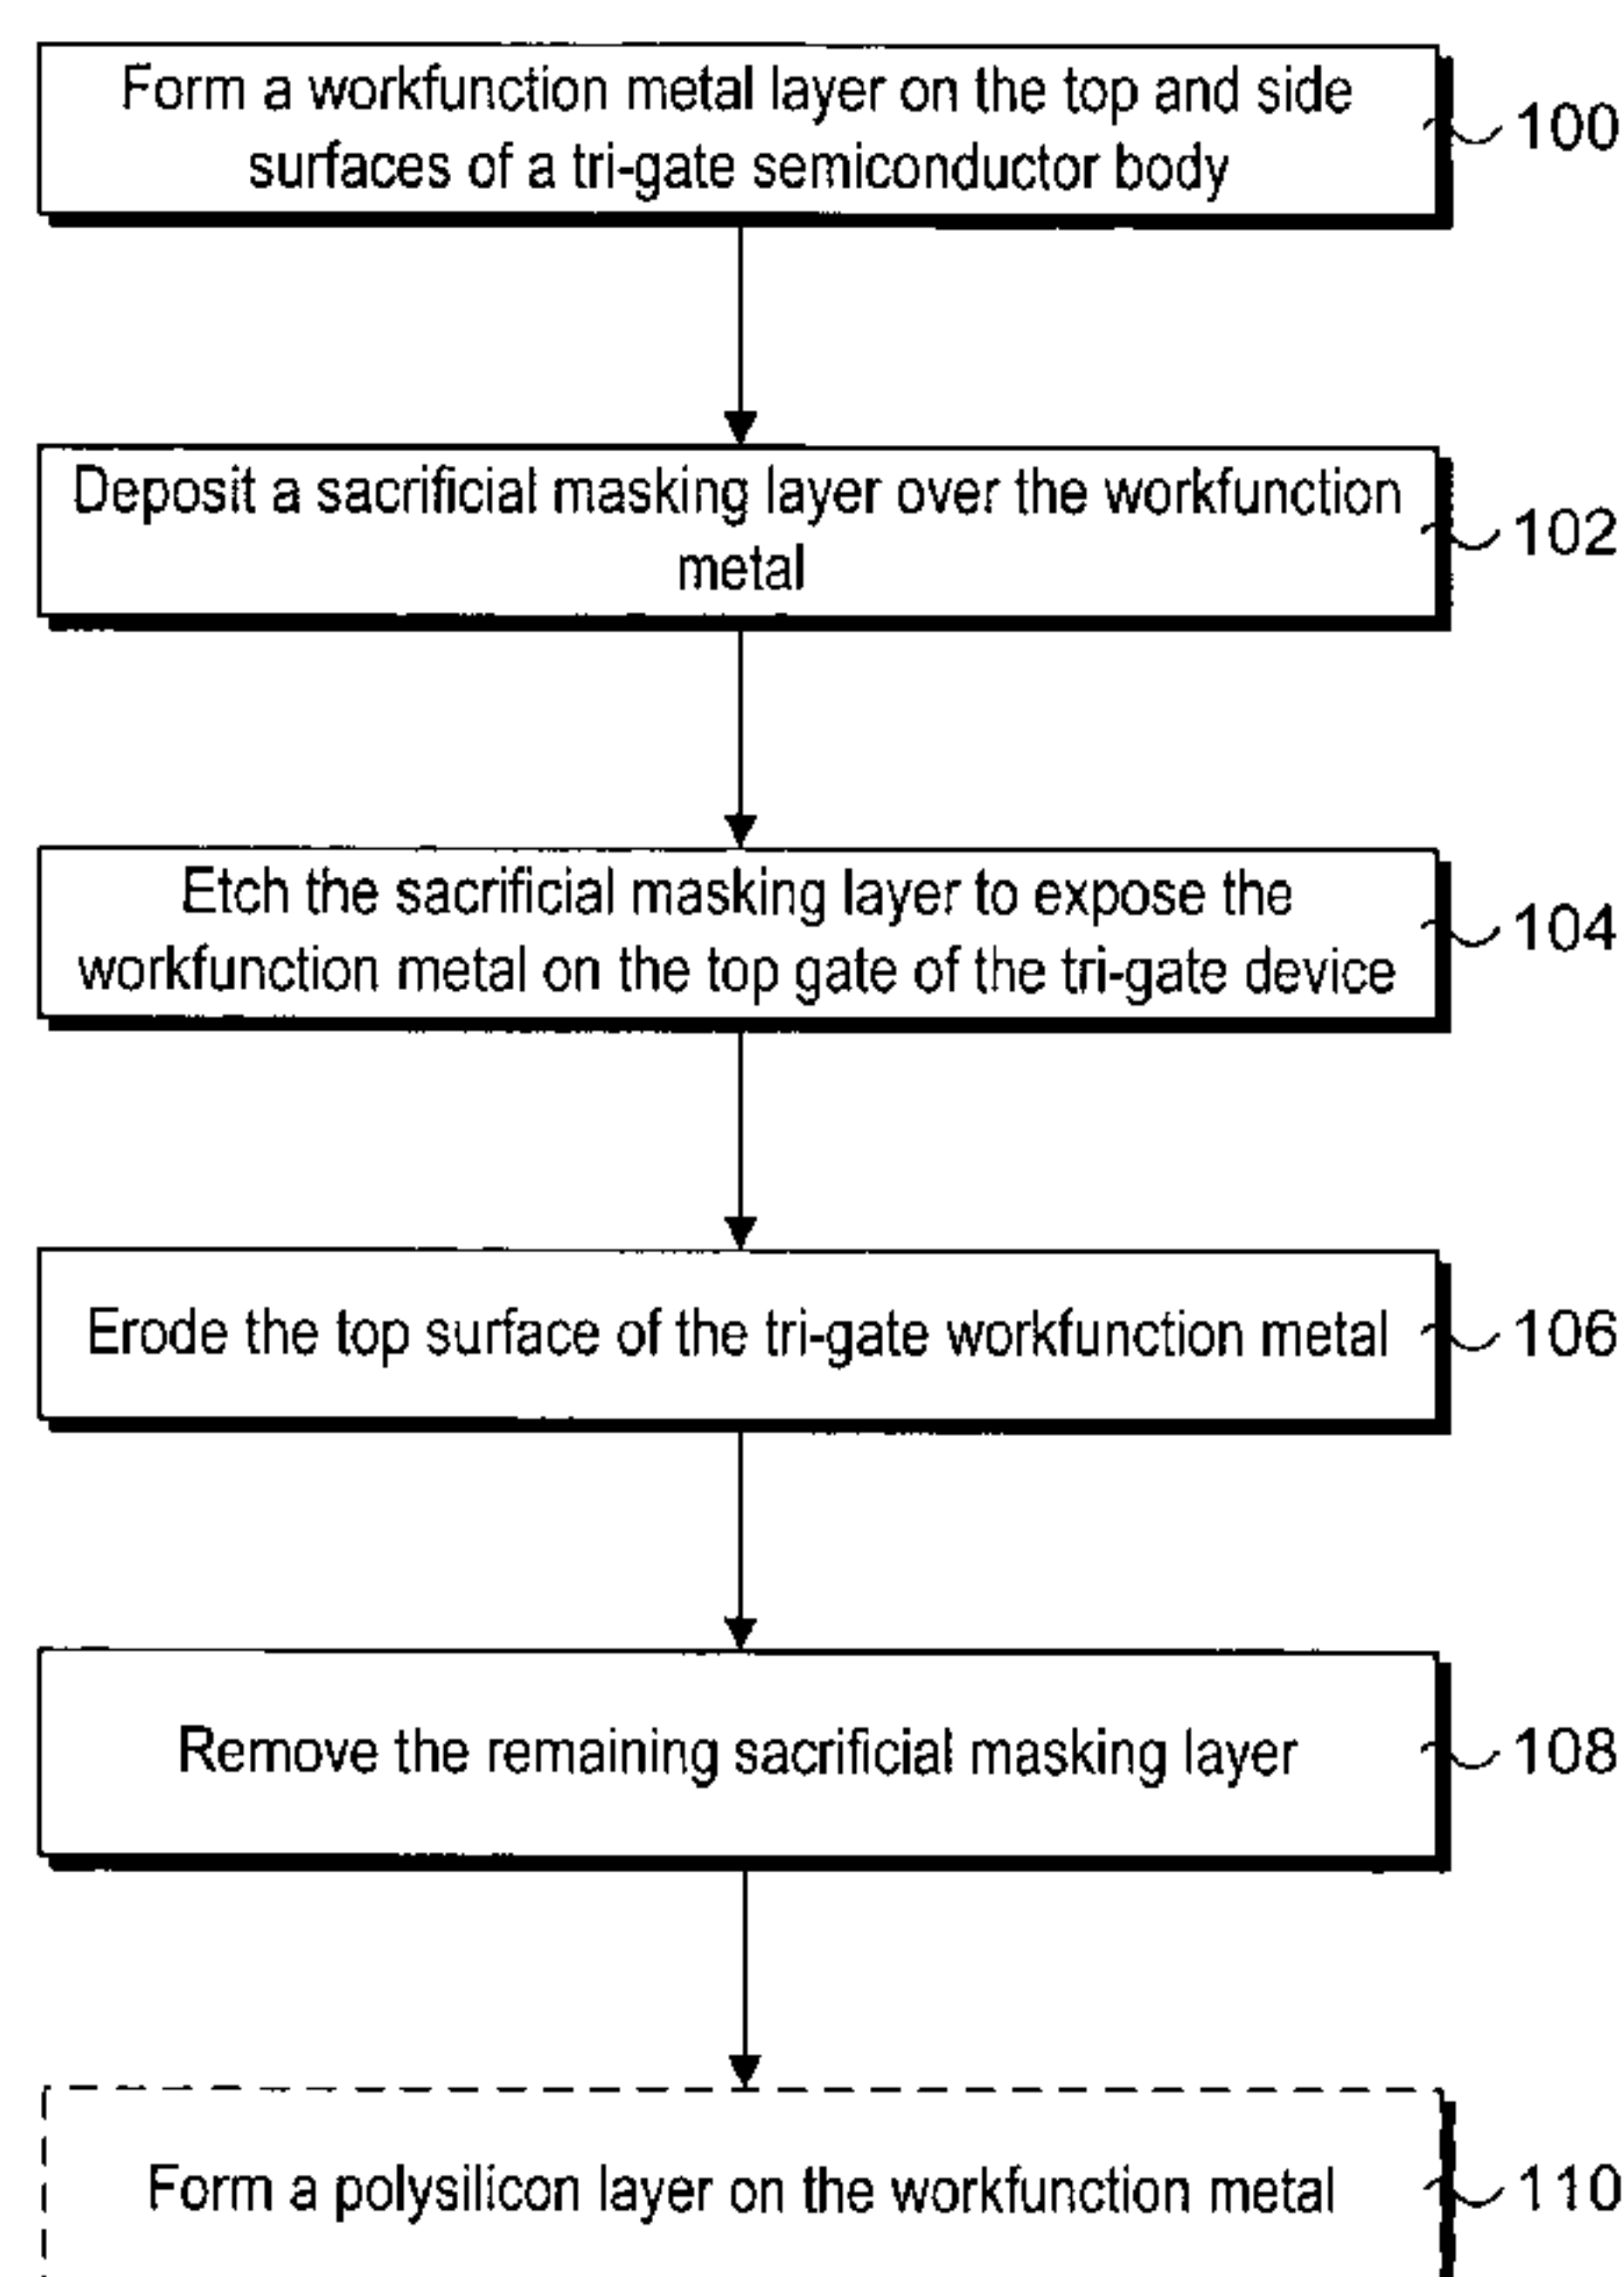 Form a workfunction metal layer on the top and side
surfaces of a tri-gate semiconductor body
100
Deposit a sacrificial masking layer over the workfunction
metal
102
Etch the sacrificial masking layer to expose the
workfunction metal on the top gate of the tri-gate device
104
Erode the top surface of the tri-gate workfunction metal
106
Remove the remaining sacrificial masking layer
108
Form a polysilicon layer on the workfunction metal
110